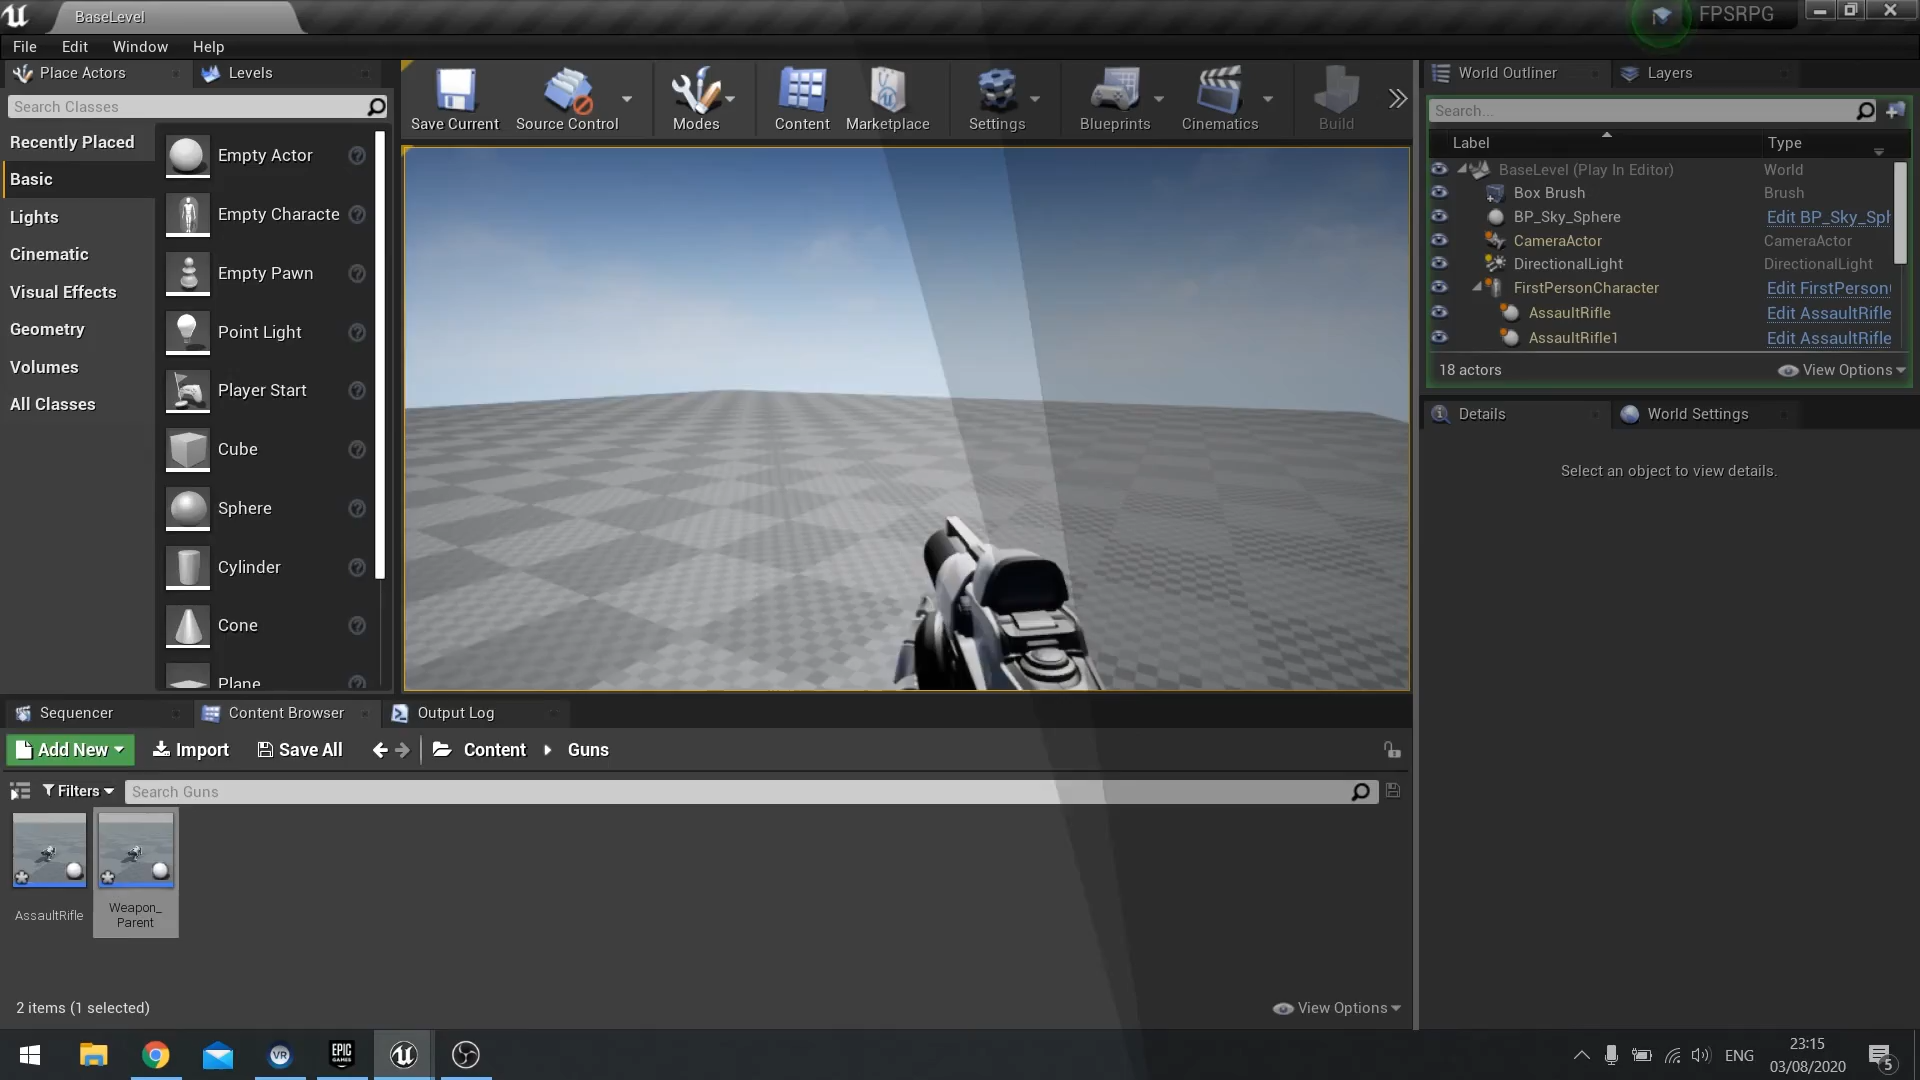 BaseLevel
FPSRPG
File Edit Window Help
Place Actors
Levels
Search Classes
Recently Placed
Basic
Lights
Cinematic
Visual Effects
Geometry
Volumes
All Classes
Empty Actor
Empty Characte
Empty Pawn
Point Light
Player Start
Cube
Sphere
Cylinder
Cone
Plane
Save Current
Source Control
Modes
Content
Marketplace
Settings
Blueprints
Cinematics
Build
World Outliner
Layers
Search...
Label Type
BaseLevel (Play In Editor) World
Box Brush Brush
BP_Sky_Sphere Edit BP_Sky_Sph
CameraActor CameraActor
DirectionalLight DirectionalLight
FirstPersonCharacter Edit FirstPerson
AssaultRifle Edit AssaultRifle
AssaultRifle1 Edit AssaultRifle
18 actors View Options
Details
World Settings
Select an object to view details.
Sequencer
Content Browser
Output Log
Add New Import Save All Content Guns
Filters Search Guns
AssaultRifle
Weapon_
Parent
2 items (1 selected) View Options
VR
EPIC
GAMES
ENG
23:15
03/08/2020
5